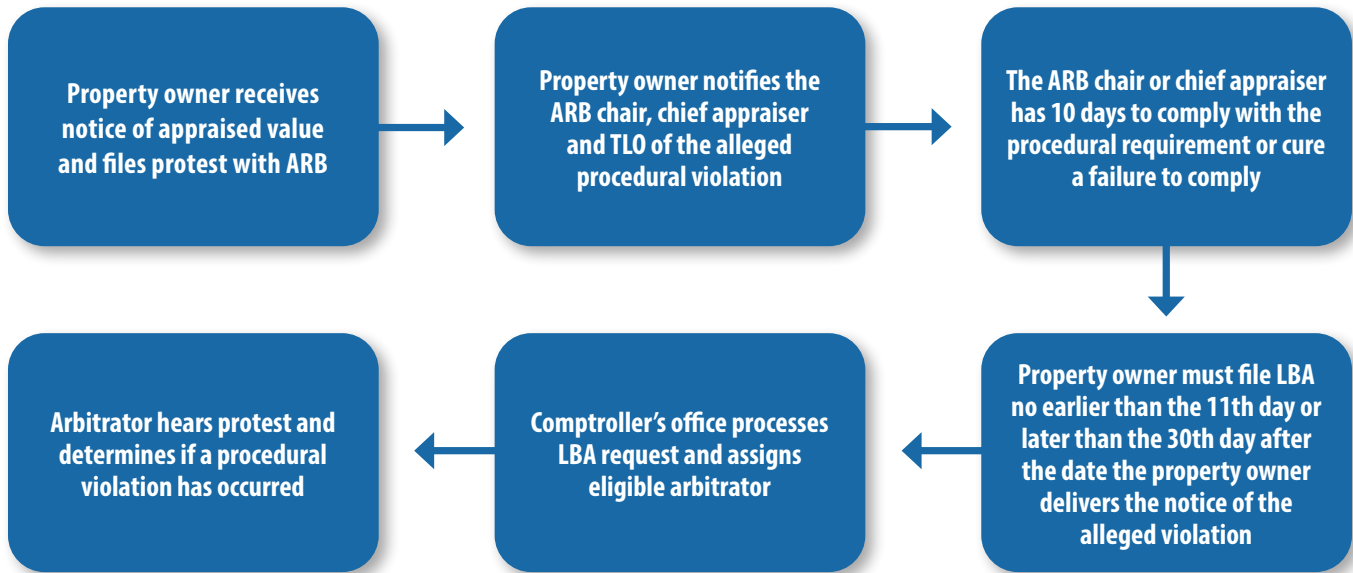 Property owner receives
notice of appraised value
and files protest with ARB
Property owner notifies the
ARB chair, chief appraiser
and TLO of the alleged
procedural violation
The ARB chair or chief appraiser
has 10 days to comply with the
procedural requirement or cure
a failure to comply
Property owner must file LBA
no earlier than the 11th day or
later than the 30th day after
the date the property owner
delivers the notice of the
alleged violation
Comptroller’s office processes
LBA request and assigns
eligible arbitrator
Arbitrator hears protest and
determines if a procedural
violation has occurred